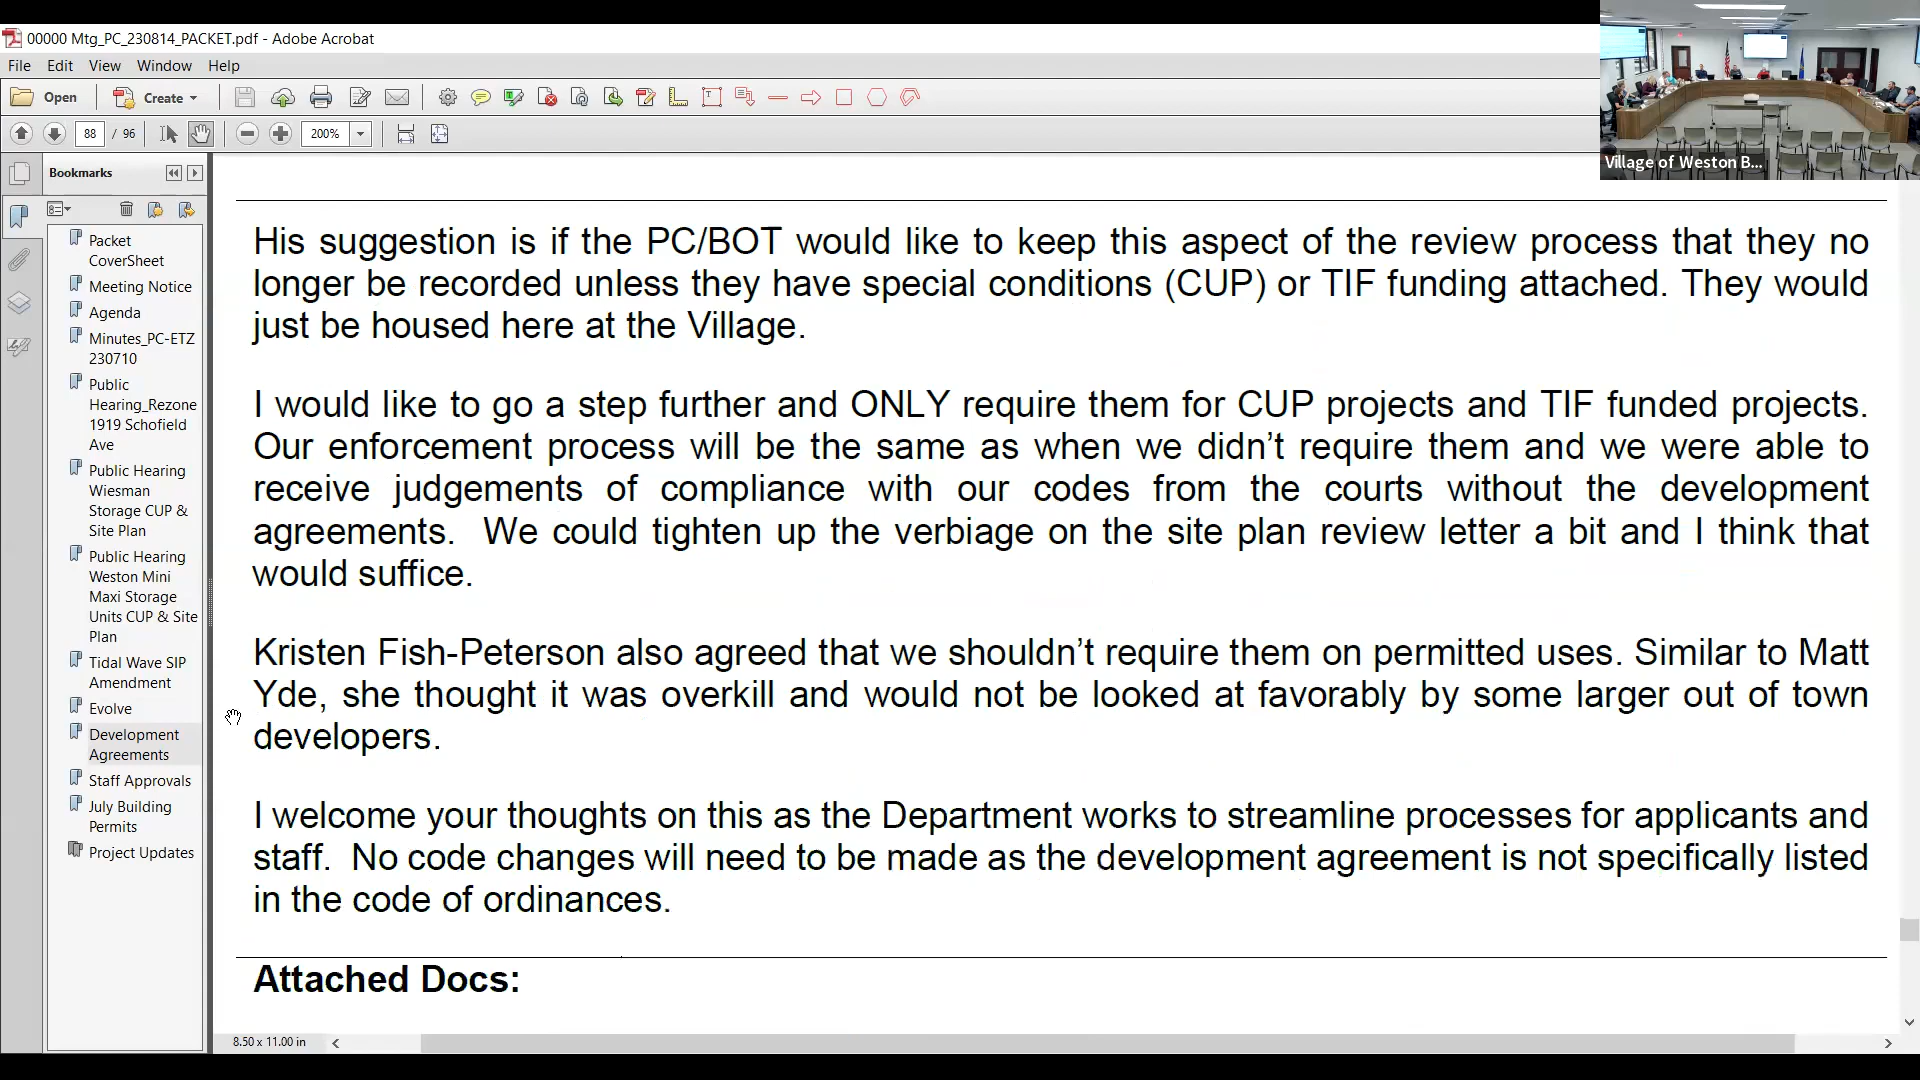 00000 Mtg_PC_230814_PACKET.pdf - Adobe Acrobat
File Edit View Window Help
Open Create
88 / 96 200%
Village of Weston B...
Bookmarks
Packet
CoverSheet
Meeting Notice
Agenda
Minutes_PC-ETZ
230710
Public
Hearing_Rezone
1919 Schofield
Ave
Public Hearing
Wiesman
Storage CUP &
Site Plan
Public Hearing
Weston Mini
Maxi Storage
Units CUP & Site
Plan
Tidal Wave SIP
Amendment
Evolve
Development
Agreements
Staff Approvals
July Building
Permits
Project Updates
His suggestion is if the PC/BOT would like to keep this aspect of the review process that they no
longer be recorded unless they have special conditions (CUP) or TIF funding attached. They would
just be housed here at the Village.
I would like to go a step further and ONLY require them for CUP projects and TIF funded projects.
Our enforcement process will be the same as when we didn't require them and we were able to
receive judgements of compliance with our codes from the courts without the development
agreements. We could tighten up the verbiage on the site plan review letter a bit and I think that
would suffice.
Kristen Fish-Peterson also agreed that we shouldn't require them on permitted uses. Similar to Matt
Yde, she thought it was overkill and would not be looked at favorably by some larger out of town
developers.
I welcome your thoughts on this as the Department works to streamline processes for applicants and
staff. No code changes will need to be made as the development agreement is not specifically listed
in the code of ordinances.
Attached Docs:
8.50 x 11.00 in